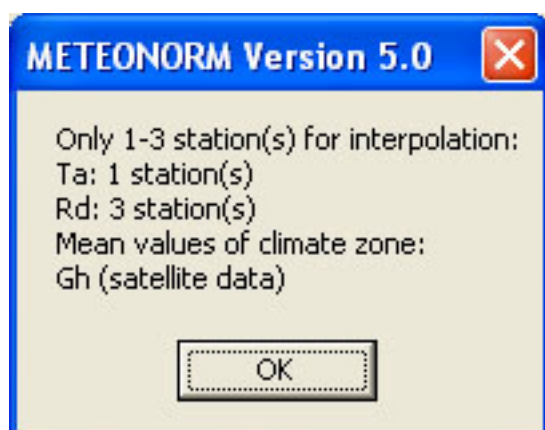 METEONORM Version 5.0
Only 1-3 station(s) for interpolation:
Ta: 1 station(s)
Rd: 3 station(s)
Mean values of climate zone:
Gh (satellite data)
OK